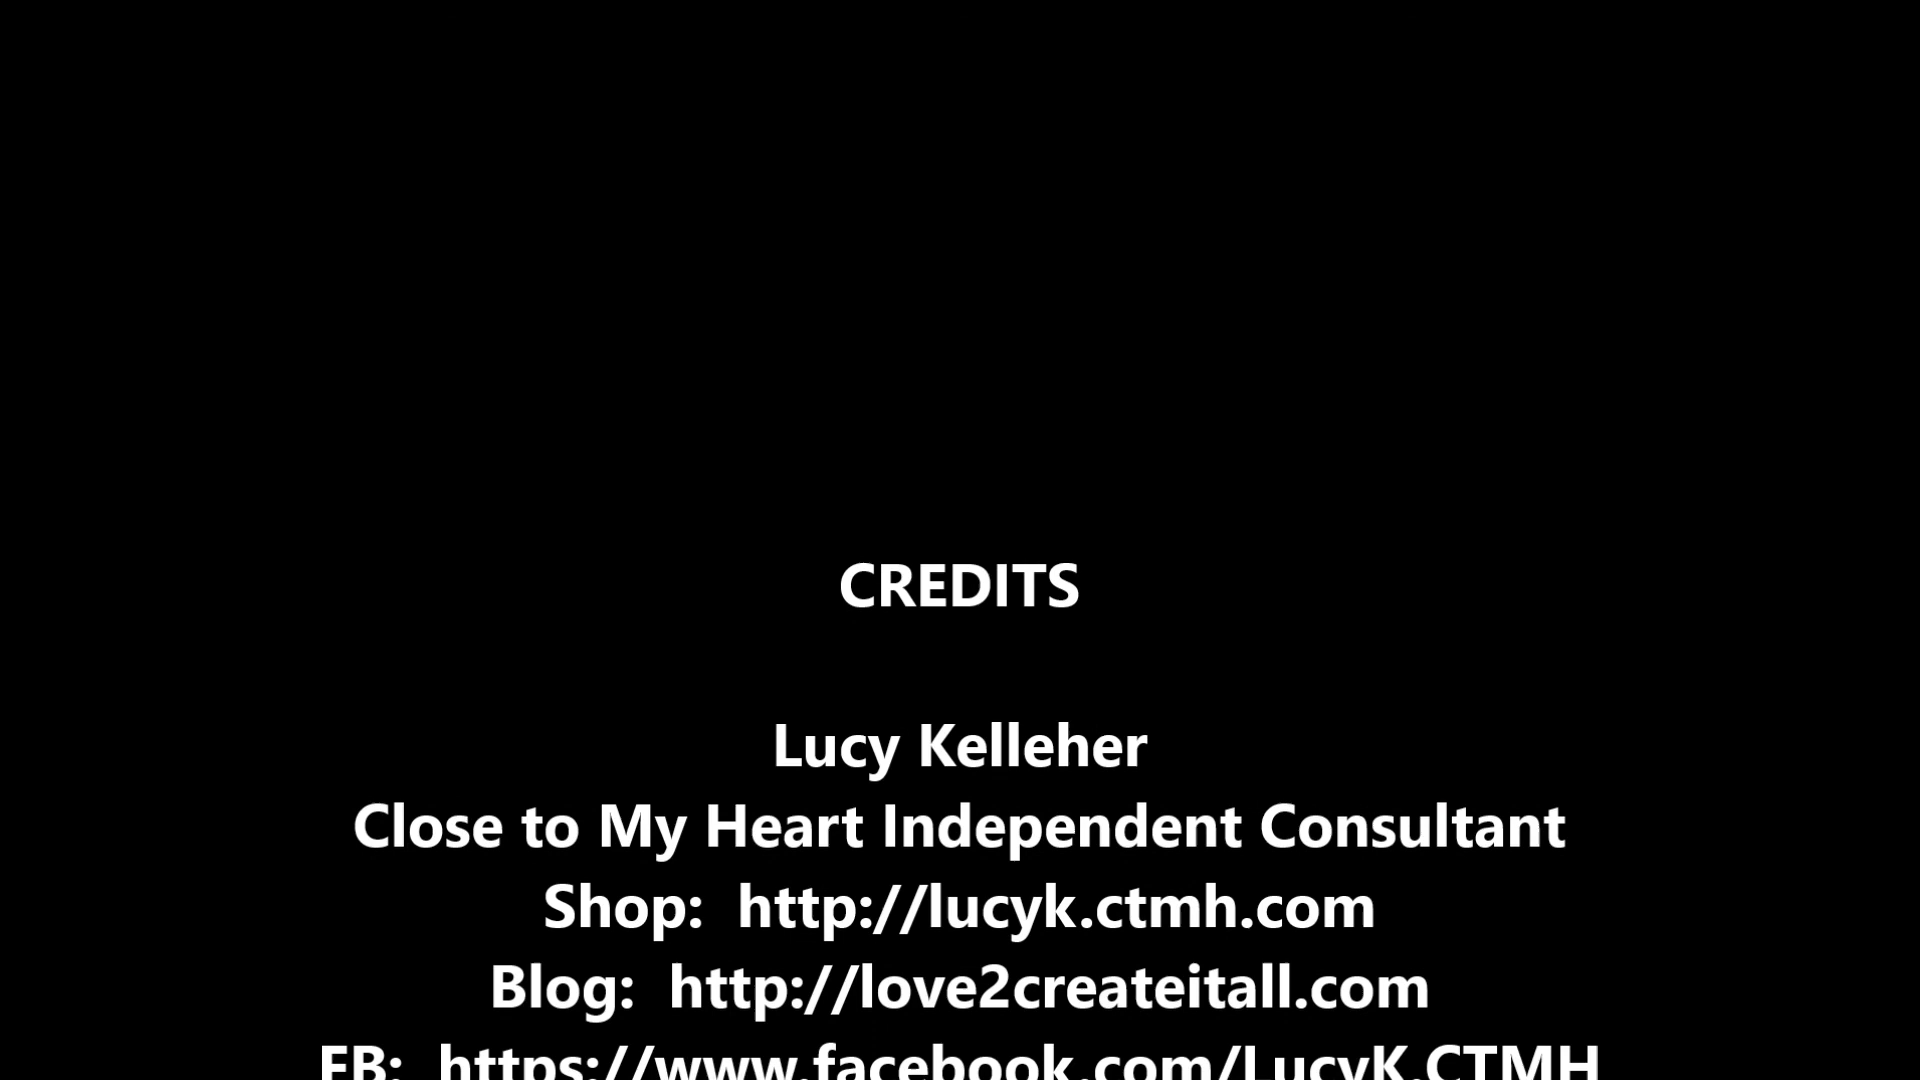 CREDITS
Lucy Kelleher
Close to My Heart Independent Consultant
Shop:  http://lucyk.ctmh.com
Blog:  http://love2createitall.com
FB:  https://www.facebook.com/LucyK.CTMH